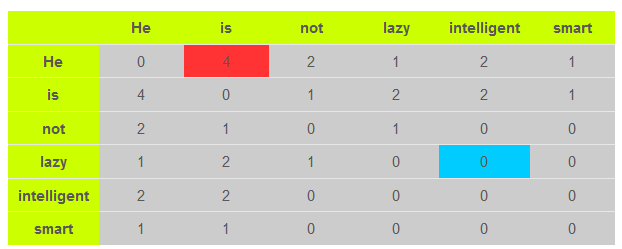 He is not lazy intelligent smart
He 0 4 2 1 2 1
is 4 0 1 2 2 1
not 2 1 0 1 0 0
lazy 1 2 1 0 0 0
intelligent 2 2 0 0 0 0
smart 1 1 0 0 0 0